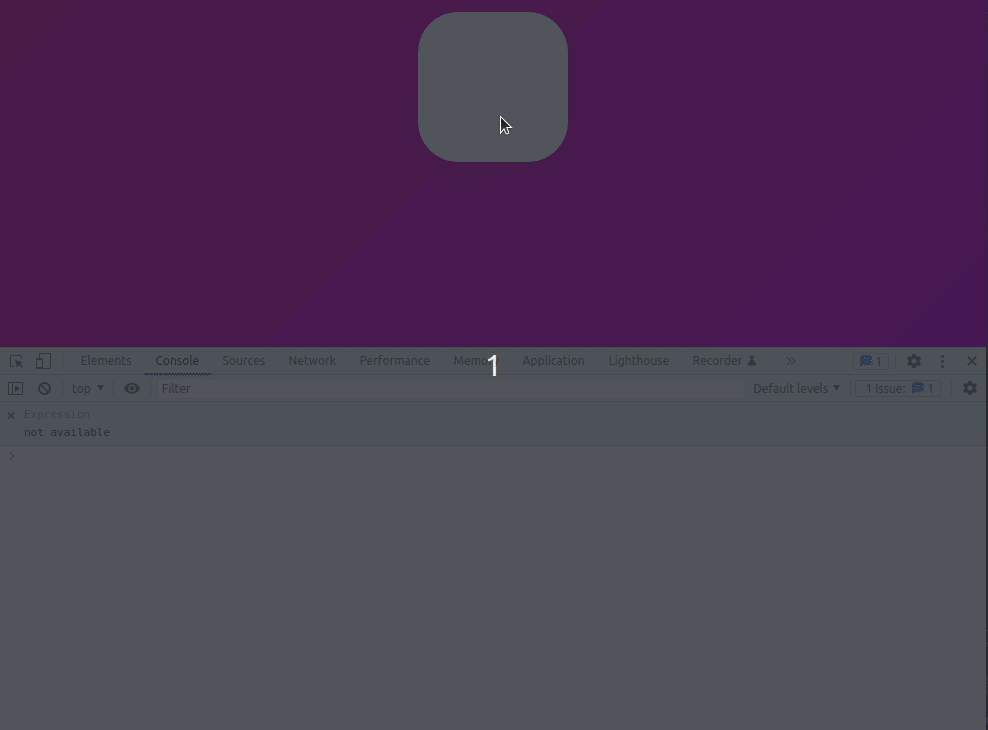 Elements Console Sources Network Performance Application Lighthouse Recorder 1
1
top Filter Default levels 1 Issue: 1
Expression
not available